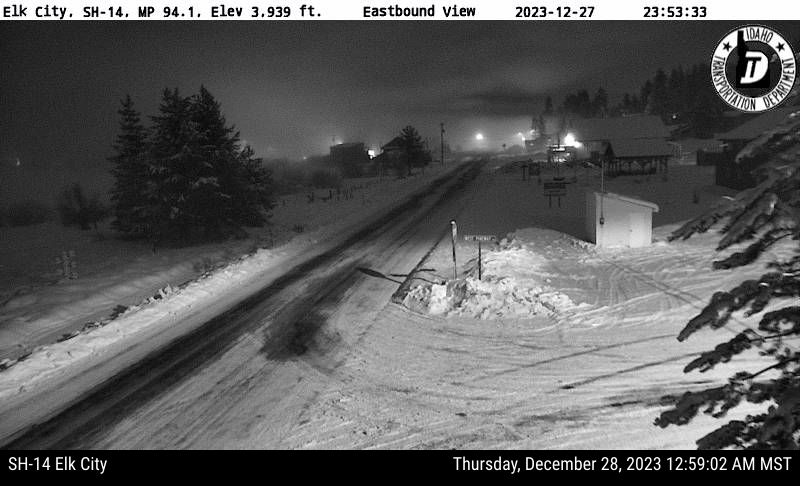 Elk City, SH-14, MP 94.1, Elev 3,939 ft. Eastbound View 2023-12-27 23:53:33
IDAHO
TRANSPORTATION DEPARTMENT
SH-14 Elk City Thursday, December 28, 2023 12:59:02 AM MST